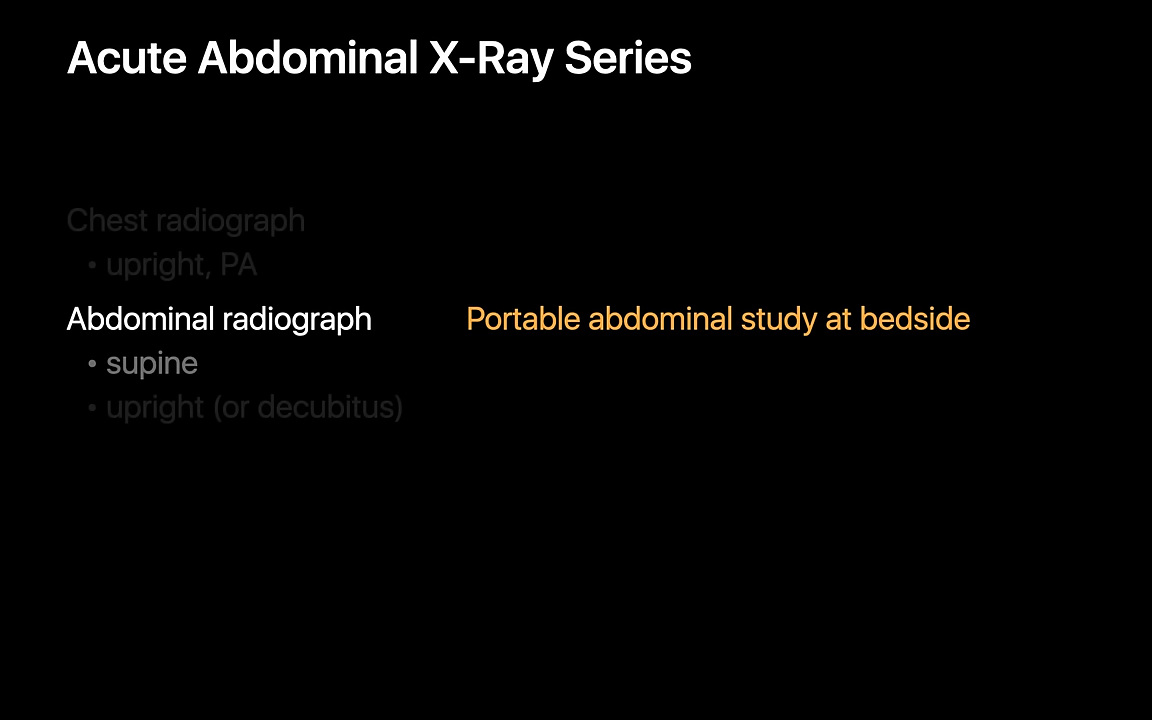 Acute Abdominal X-Ray Series
Chest radiograph
• upright, PA
Abdominal radiograph
Portable abdominal study at bedside
• supine
• upright (or decubitus)